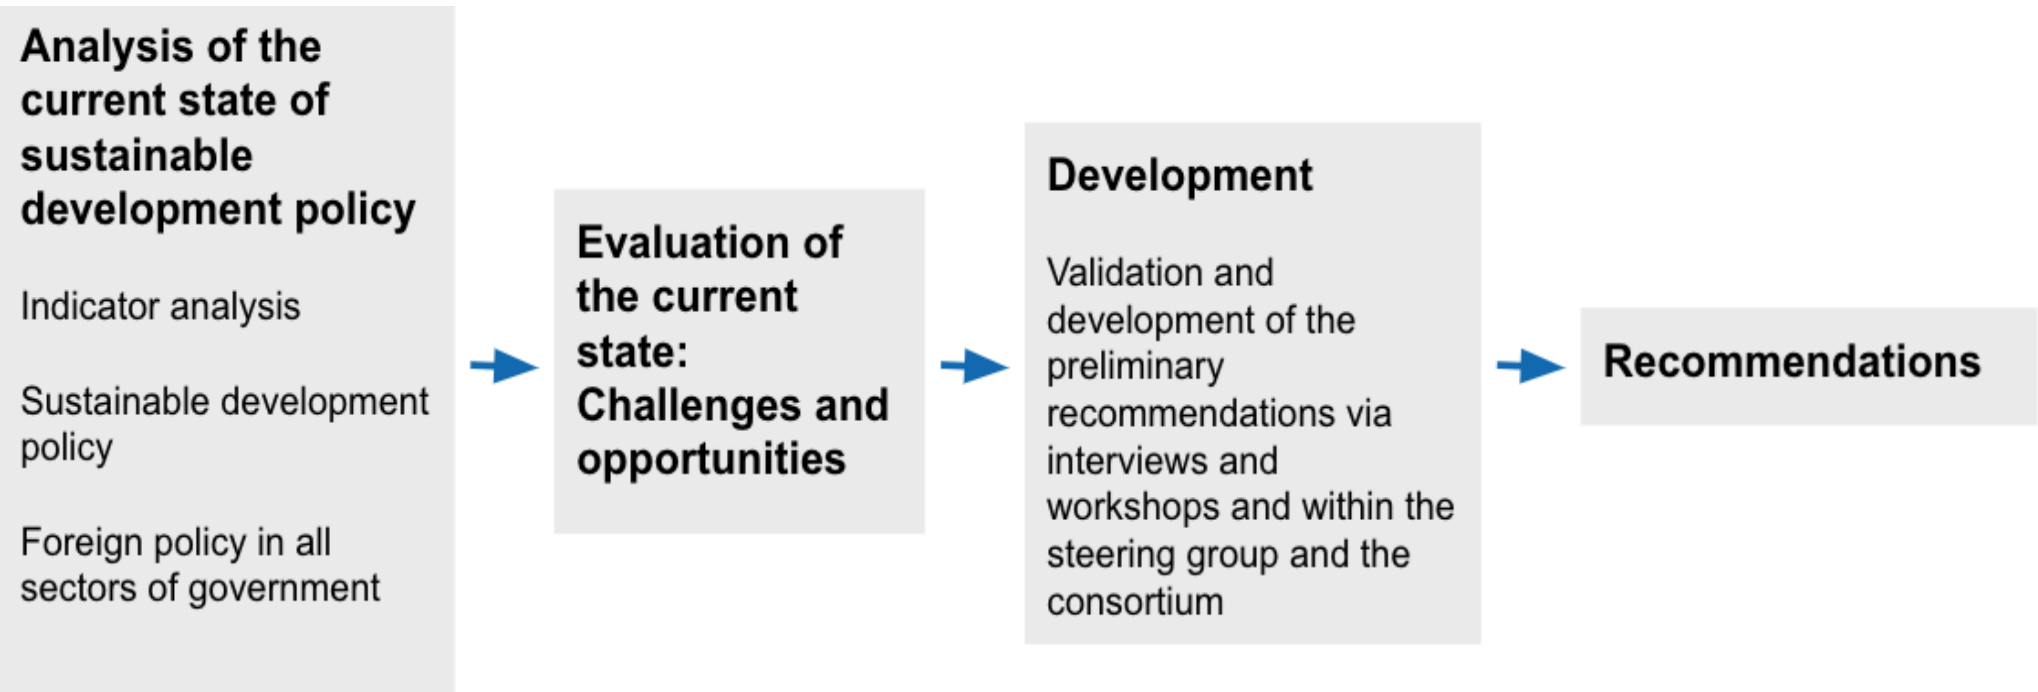 Analysis of the
current state of
sustainable
development policy
Indicator analysis
Sustainable development
policy
Foreign policy in all
sectors of government
Evaluation of
the current
state:
Challenges and
opportunities
Development
Validation and
development of the
preliminary
recommendations via
interviews and
workshops and within the
steering group and the
consortium
Recommendations